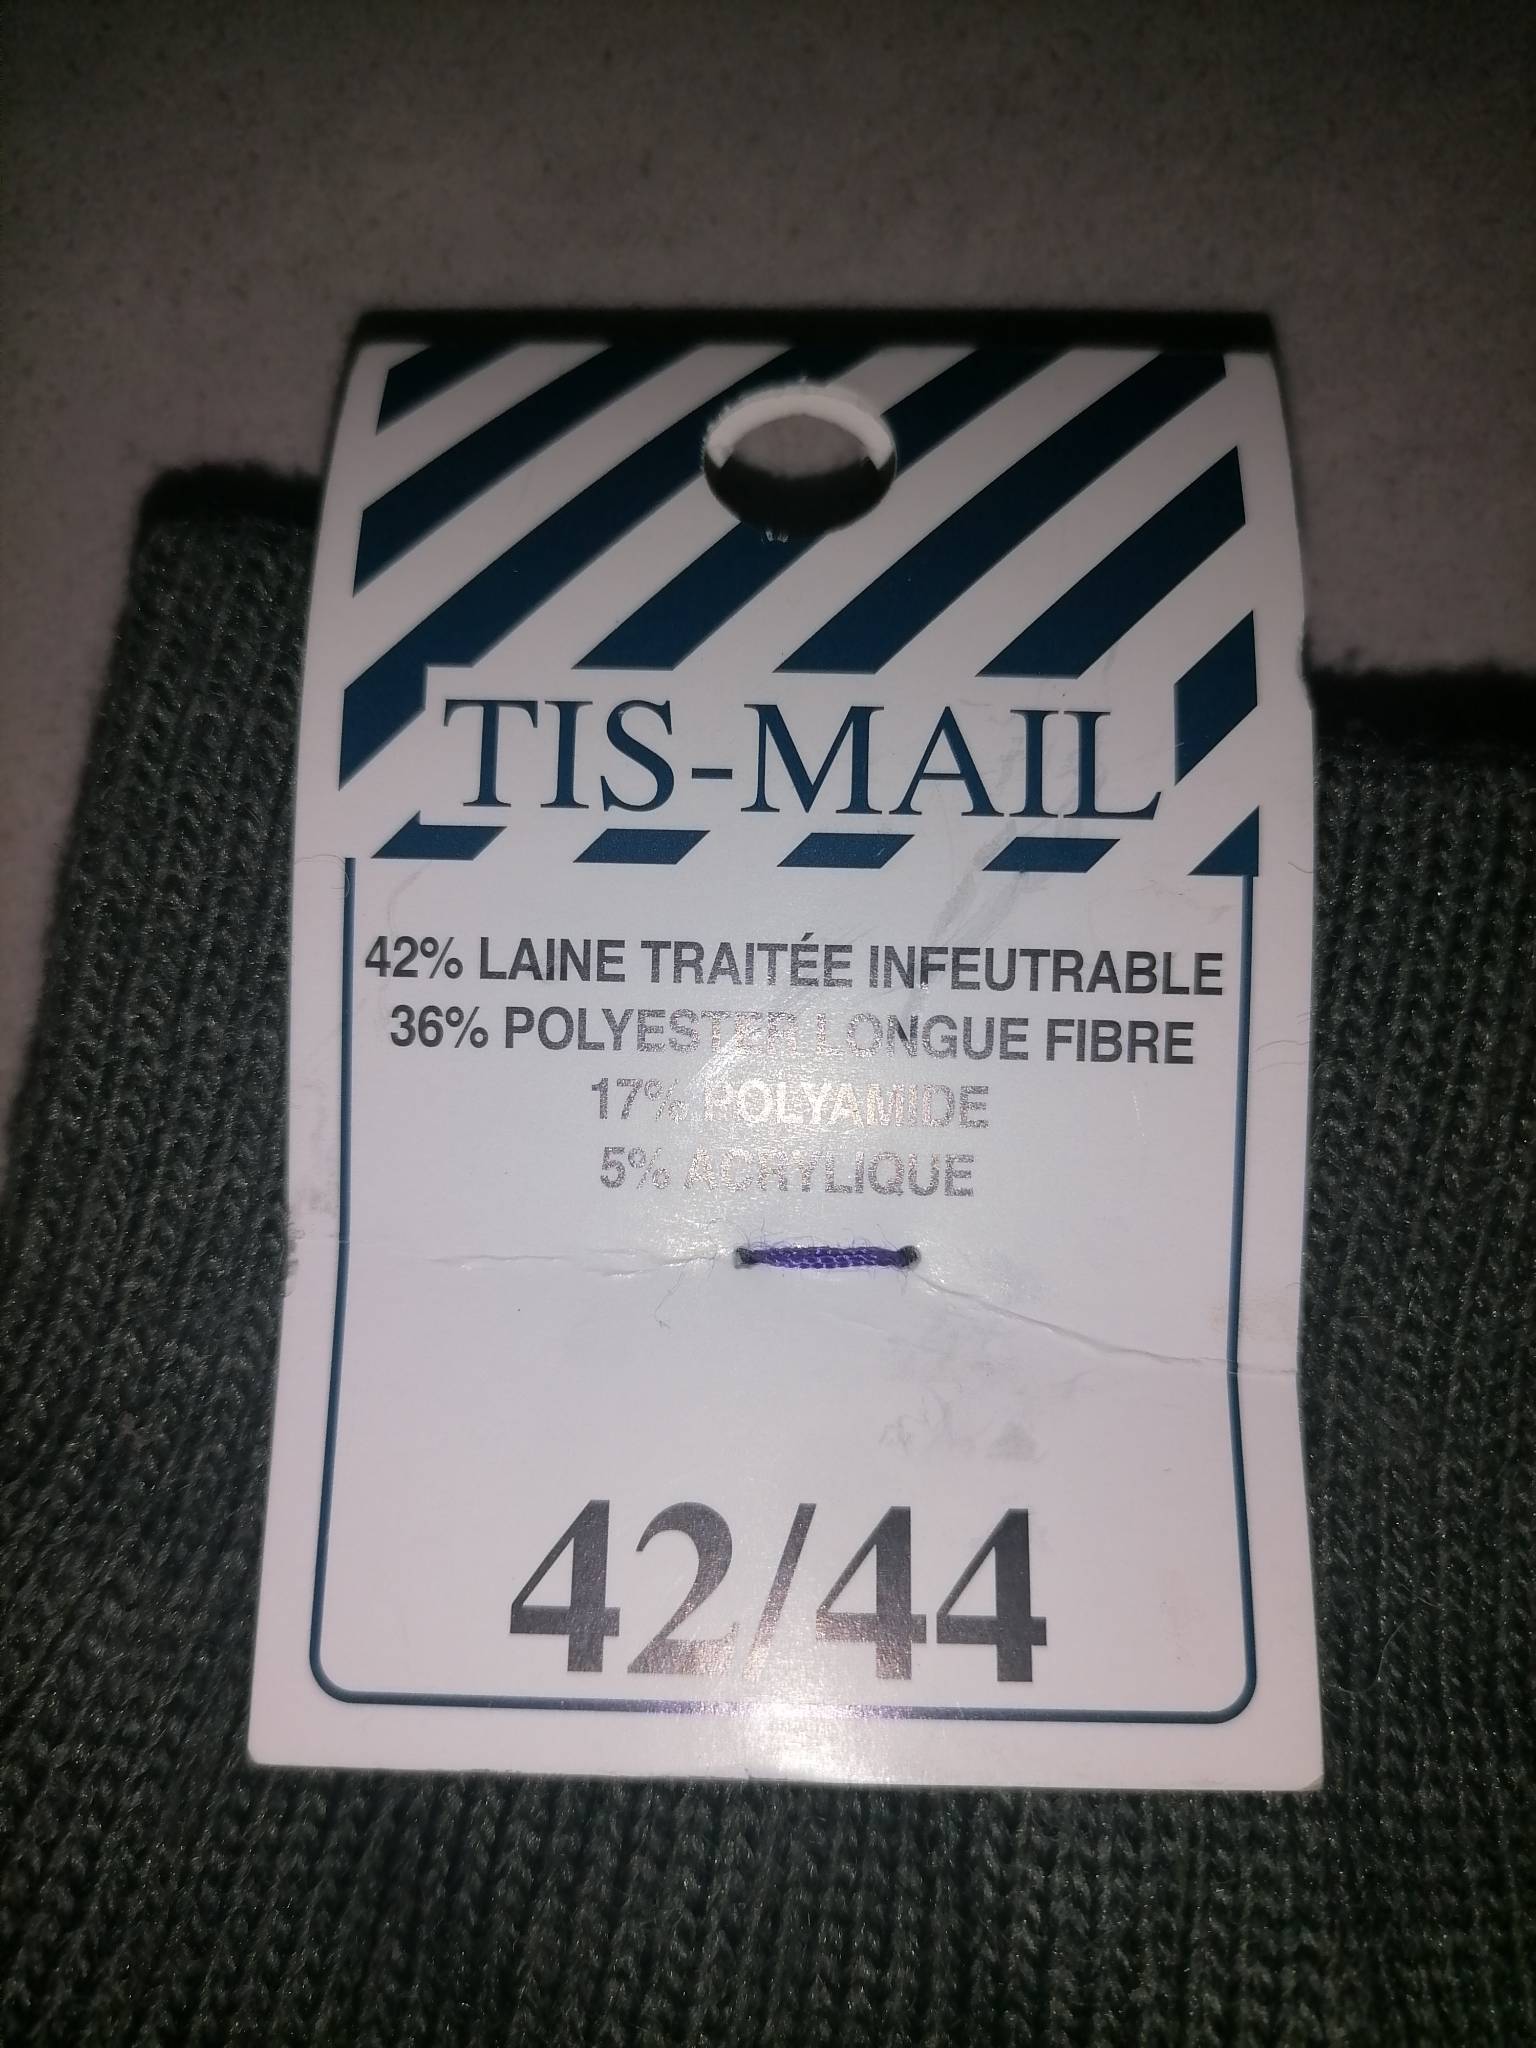 TIS-MAIL
42% LAINE TRAITÉE INFEUTRABLE
36% POLYESTER LONGUE FIBRE
17% POLYAMIDE
5% ACRYLIQUE
42/44